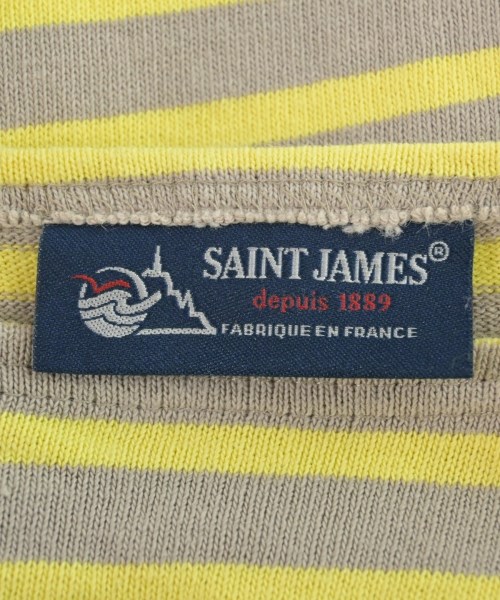 SAINT JAMES®
depuis 1889
FABRIQUE EN FRANCE